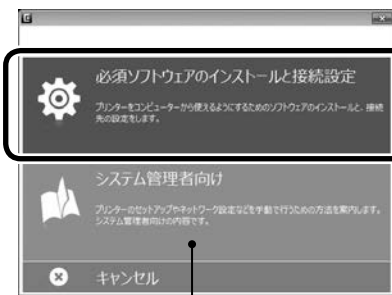 必須ソフトウェアのインストールと接続設定
プリンターをコンピューターから使えるようにするためのソフトウェアのインストールと、接続
先の設定をします。
システム管理者向け
プリンターのセットアップやネットワーク設定などを手動で行うための方法を案内します。
システム管理者向けの内容です。
キャンセル